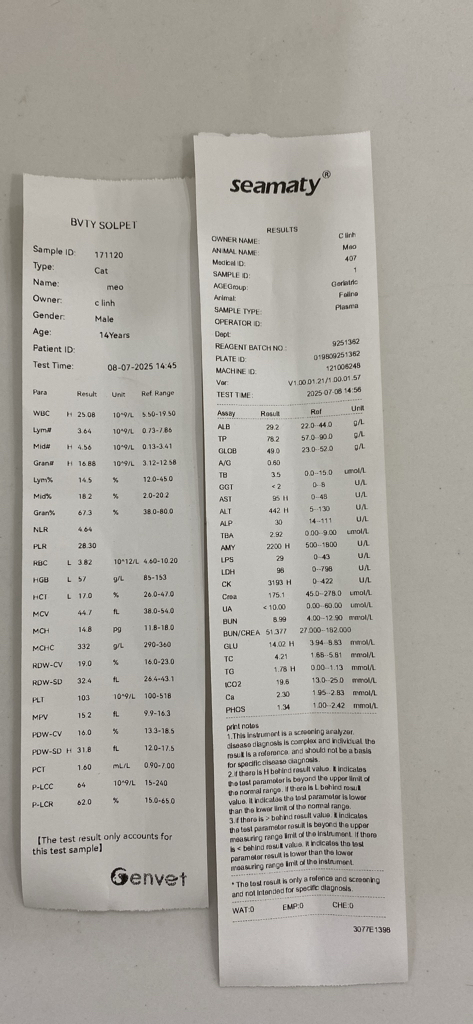 BVTY SOLPET
Sample ID: 171120
Type: Cat
Name: meo
Owner: c linh
Gender: Male
Age: 14Years
Patient ID:
Test Time: 08-07-2025 14:45
Para Result Unit Ref Range
WBC H 25.08 10^9/L 5.50-19.50
Lym# 3.64 10^9/L 0.73-7.86
Mid# H 4.56 10^9/L 0.13-3.41
Gran# H 16.88 10^9/L 3.12-12.58
Lym% 14.5 % 12.0-45.0
Mid% 18.2 % 2.0-20.2
Gran% 67.3 % 38.0-80.0
NLR 4.64
PLR 28.30
RBC L 3.82 10^12/L 4.60-10.20
HGB L 57 g/L 85-153
HCT L 17.0 % 26.0-47.0
MCV 44.7 fL 38.0-54.0
MCH 14.8 pg 11.8-18.0
MCHC 332 g/L 290-360
RDW-CV 19.0 % 16.0-23.0
RDW-SD 32.4 fL 26.4-43.1
PLT 103 10^9/L 100-518
MPV 15.2 fL 9.9-16.3
PDW-CV 16.0 % 13.3-18.5
PDW-SD H 31.8 fL 12.0-17.5
PCT 1.60 mL/L 0.90-7.00
P-LCC 64 10^9/L 15-240
P-LCR 62.0 % 15.0-65.0
[The test result only accounts for
this test sample]
Genvet
seamaty®
RESULTS
OWNER NAME: C linh
ANIMAL NAME: Mao
Medical ID: 407
SAMPLE ID: 1
AGEGroup: Geriatric
Animal: Feline
SAMPLE TYPE: Plasma
OPERATOR ID:
Dept:
REAGENT BATCH NO.: 9251362
PLATE ID: 019809251362
MACHINE ID: 121006248
Ver: V1.00.01.21/1.00.01.57
TEST TIME: 2025-07-08 14:56
Assay Result Ref Unit
ALB 29.2 22.0-44.0 g/L
TP 78.2 57.0-90.0 g/L
GLOB 49.0 23.0-52.0 g/L
A/G 0.60
TB 3.5 0.0-15.0 umol/L
GGT <2 0-8 U/L
AST 95 H 0-48 U/L
ALT 442 H 5-130 U/L
ALP 30 14-111 U/L
TBA 2.92 0.00-9.00 umol/L
AMY 2200 H 500-1800 U/L
LPS 29 0-43 U/L
LDH 98 0-798 U/L
CK 3193 H 0-422 U/L
Crea 175.1 45.0-278.0 umol/L
UA <10.00 0.00-60.00 umol/L
BUN 8.99 4.00-12.90 mmol/L
BUN/CREA 51.377 27.000-182.000
GLU 14.02 H 3.94-8.83 mmol/L
TC 4.21 1.68-5.81 mmol/L
TG 1.78 H 0.00-1.13 mmol/L
tCO2 19.6 13.0-25.0 mmol/L
Ca 2.30 1.95-2.83 mmol/L
PHOS 1.34 1.00-2.42 mmol/L
print notes
1.This instrument is a screening analyzer.
disease diagnosis is complex and individual. the
result is a reference. and should not be a basis
for specific disease diagnosis.
2.if there is H behind result value. it indicates
the test parameter is beyond the upper limit of
the normal range. if there is L behind result
value. it indicates the test parameter is lower
than the lower limit of the normal range.
3.if there is > behind result value. it indicates
the test parameter result is beyond the upper
measuring range limit of the instrument. if there
is < behind result value. it indicates the test
parameter result is lower than the lower
measuring range limit of the instrument.
* The test result is only a refence and screening
and not intended for specific diagnosis.
WAT:0 EMP:0 CHE:0
3077E1398